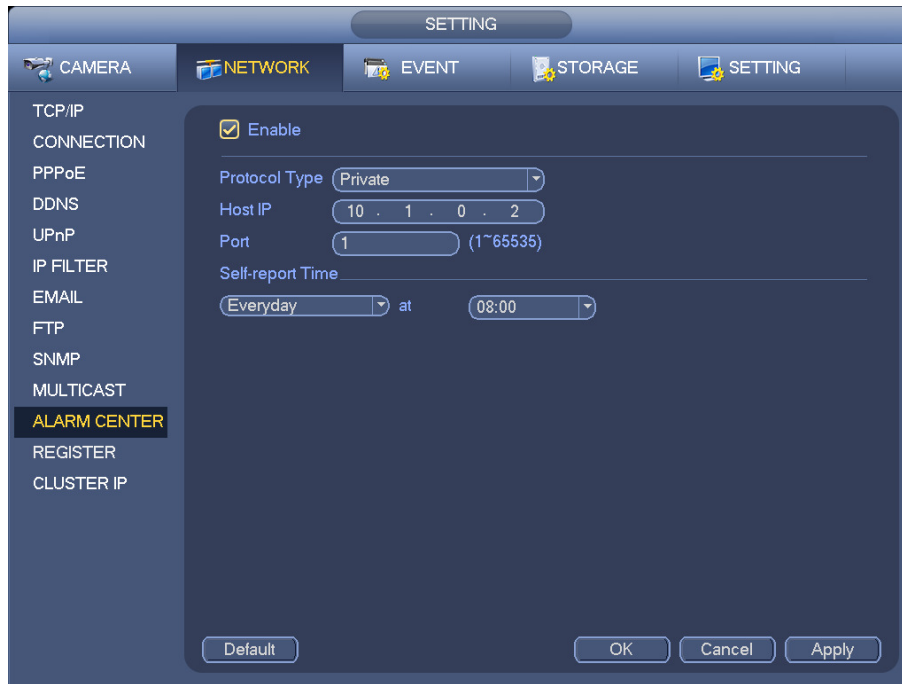 SETTING
CAMERA NETWORK EVENT STORAGE SETTING
TCP/IP
CONNECTION
PPPoE
DDNS
UPnP
IP FILTER
EMAIL
FTP
SNMP
MULTICAST
ALARM CENTER
REGISTER
CLUSTER IP
Enable
Protocol Type Private
Host IP 10 . 1 . 0 . 2
Port 1 (1~65535)
Self-report Time
Everyday at 08:00
Default OK Cancel Apply